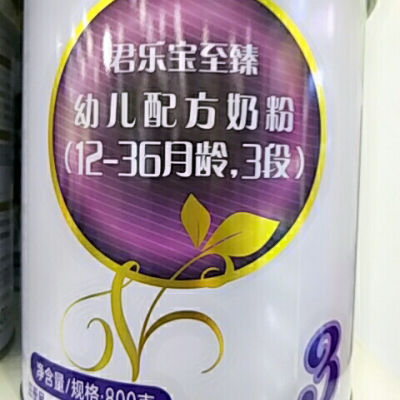 君乐宝至臻
幼儿配方奶粉
(12-36月龄,3段)
净含量/规格:800克
3